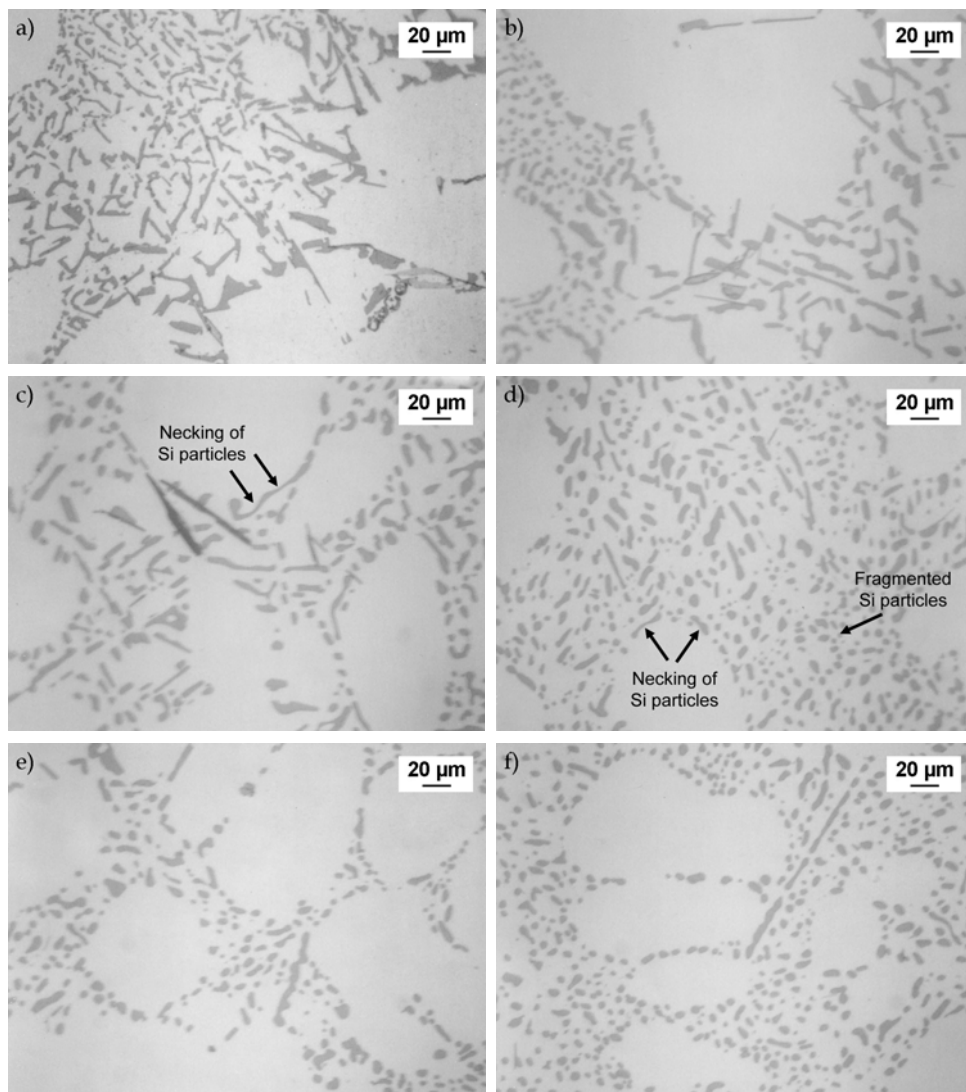 a)
20 µm
b)
20 µm
c)
20 µm
Necking of
Si particles
d)
20 µm
Fragmented
Si particles
Necking of
Si particles
e)
20 µm
f)
20 µm